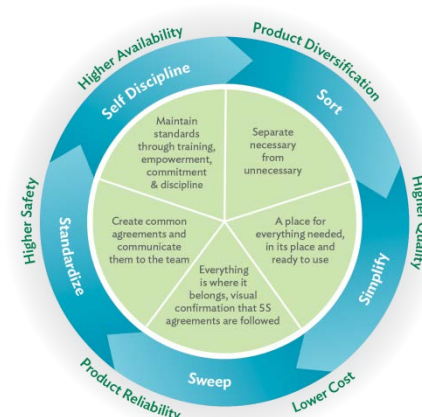 Higher Availability
Product Diversification
Higher Quality
Lower Cost
Product Reliability
Higher Safety
Self Discipline
Sort
Simplify
Sweep
Standardize
Maintain
standards
through training,
empowerment,
commitment
& discipline
Separate
necessary
from
unnecessary
A place for
everything needed,
in its place and
ready to use
Everything
is where it
belongs, visual
confirmation that 5S
agreements are followed
Create common
agreements and
communicate
them to the team